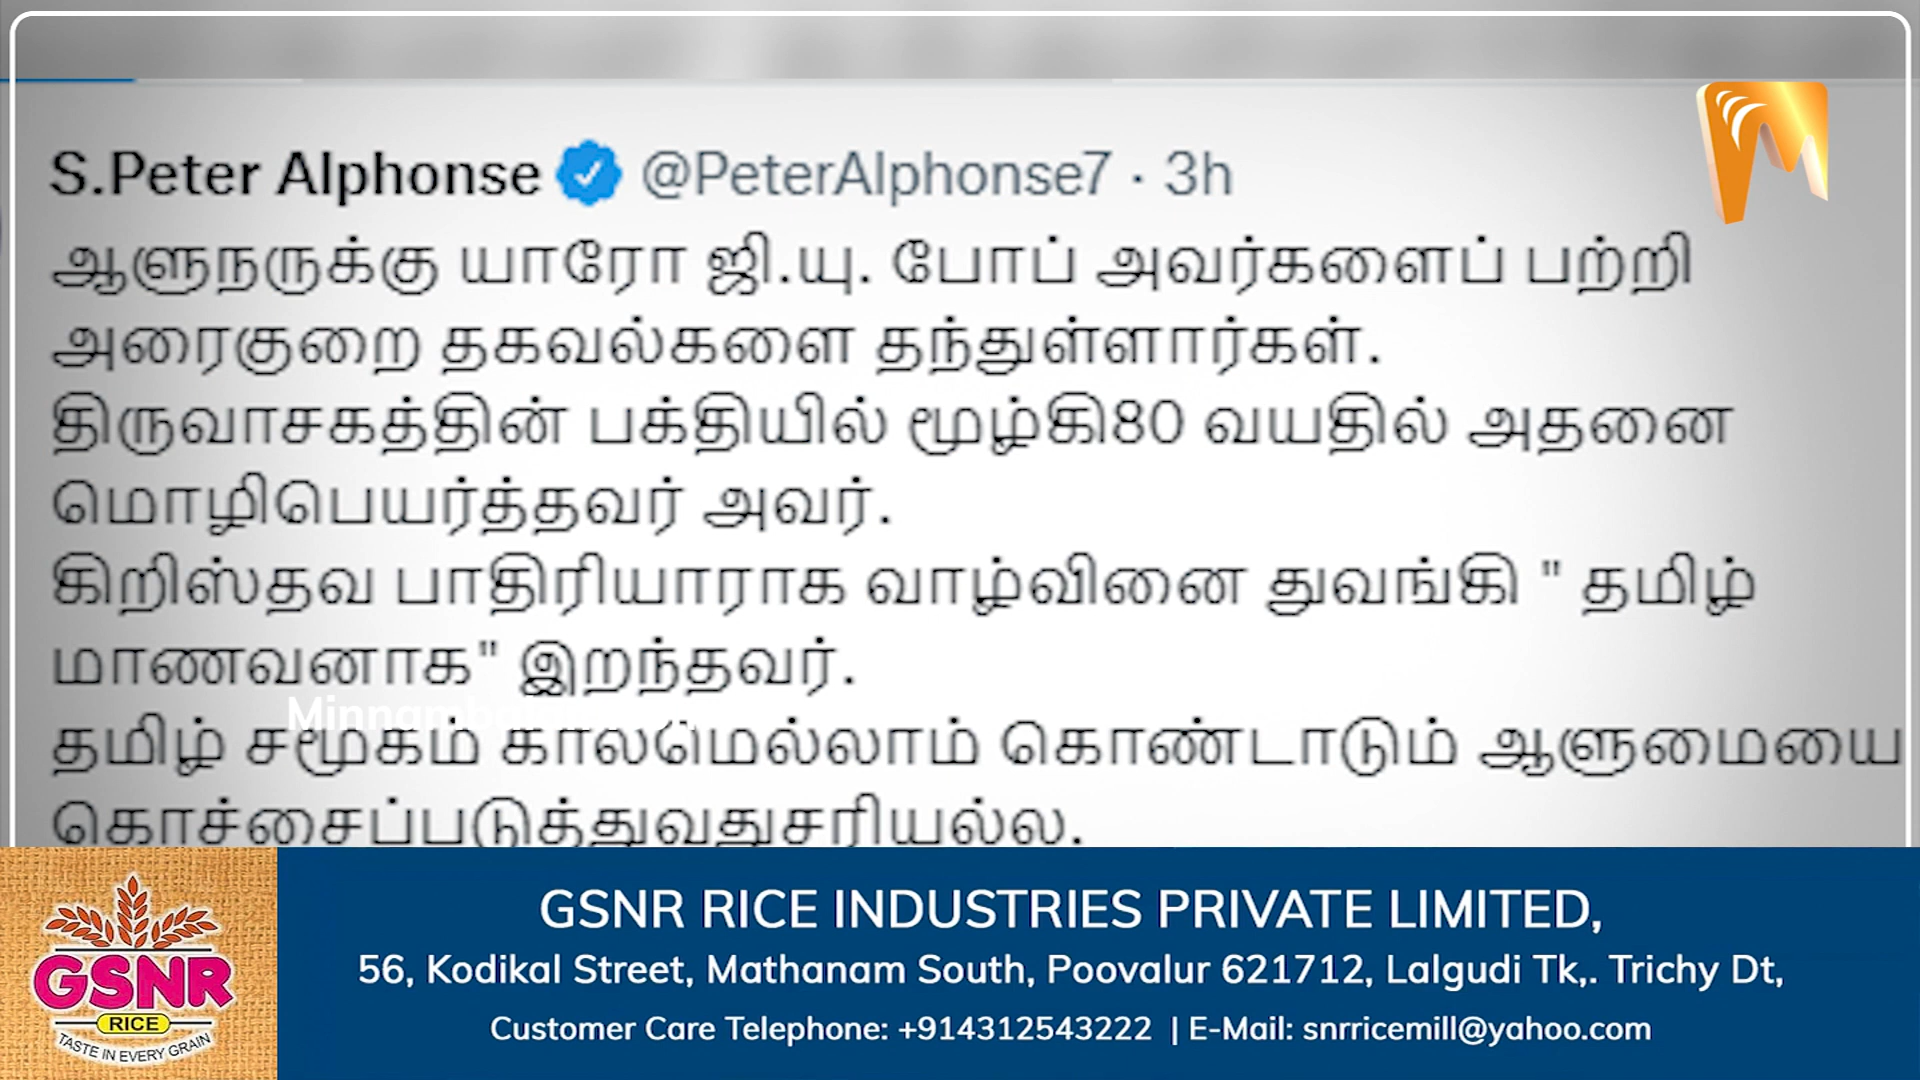 S.Peter Alphonse @PeterAlphonse7 · 3h
ஆளுநருக்கு யாரோ ஜி.யு. போப் அவர்களைப் பற்றி
அரைகுறை தகவல்களை தந்துள்ளார்கள்.
திருவாசகத்தின் பக்தியில் மூழ்கி80 வயதில் அதனை
மொழிபெயர்த்தவர் அவர்.
கிறிஸ்தவ பாதிரியாராக வாழ்வினை துவங்கி " தமிழ்
மாணவனாக" இறந்தவர்.
தமிழ் சமூகம் காலமெல்லாம் கொண்டாடும் ஆளுமையை
கொச்சைப்படுத்துவதுசரியல்ல.
GSNR
RICE
TASTE IN EVERY GRAIN
GSNR RICE INDUSTRIES PRIVATE LIMITED,
56, Kodikal Street, Mathanam South, Poovalur 621712, Lalgudi Tk,. Trichy Dt,
Customer Care Telephone: +914312543222 | E-Mail: snrricemill@yahoo.com